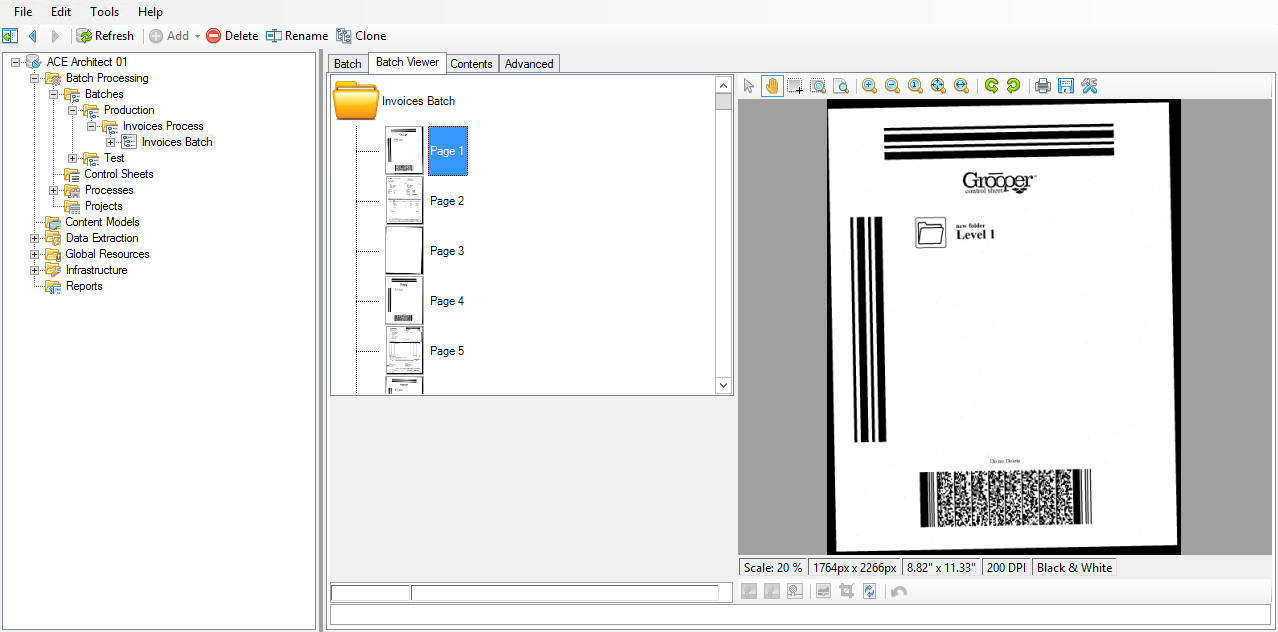 File Edit Tools Help
Refresh Add Delete Rename Clone
ACE Architect 01
Batch Processing
Batches
Production
Invoices Process
Invoices Batch
Test
Control Sheets
Processes
Projects
Content Models
Data Extraction
Global Resources
Infrastructure
Reports
Batch Batch Viewer Contents Advanced
Invoices Batch
Page 1
Page 2
Page 3
Page 4
Page 5
Grooper
control sheet
new folder
Level 1
Scale: 20 % 1764px x 2266px 8.82" x 11.33" 200 DPI Black & White